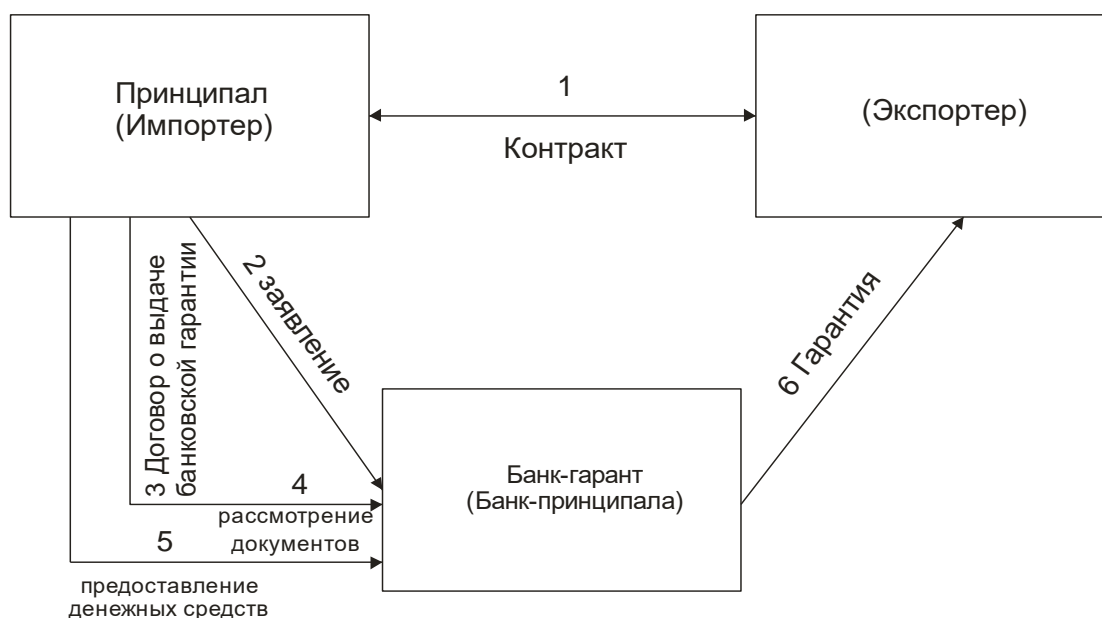 Принципал
(Импортер)
1
Контракт
(Экспортер)
3 Договор о выдаче
банковской гарантии
2 заявление
6 Гарантия
Банк-гарант
(Банк-принципала)
4
рассмотрение
документов
5
предоставление
денежных средств